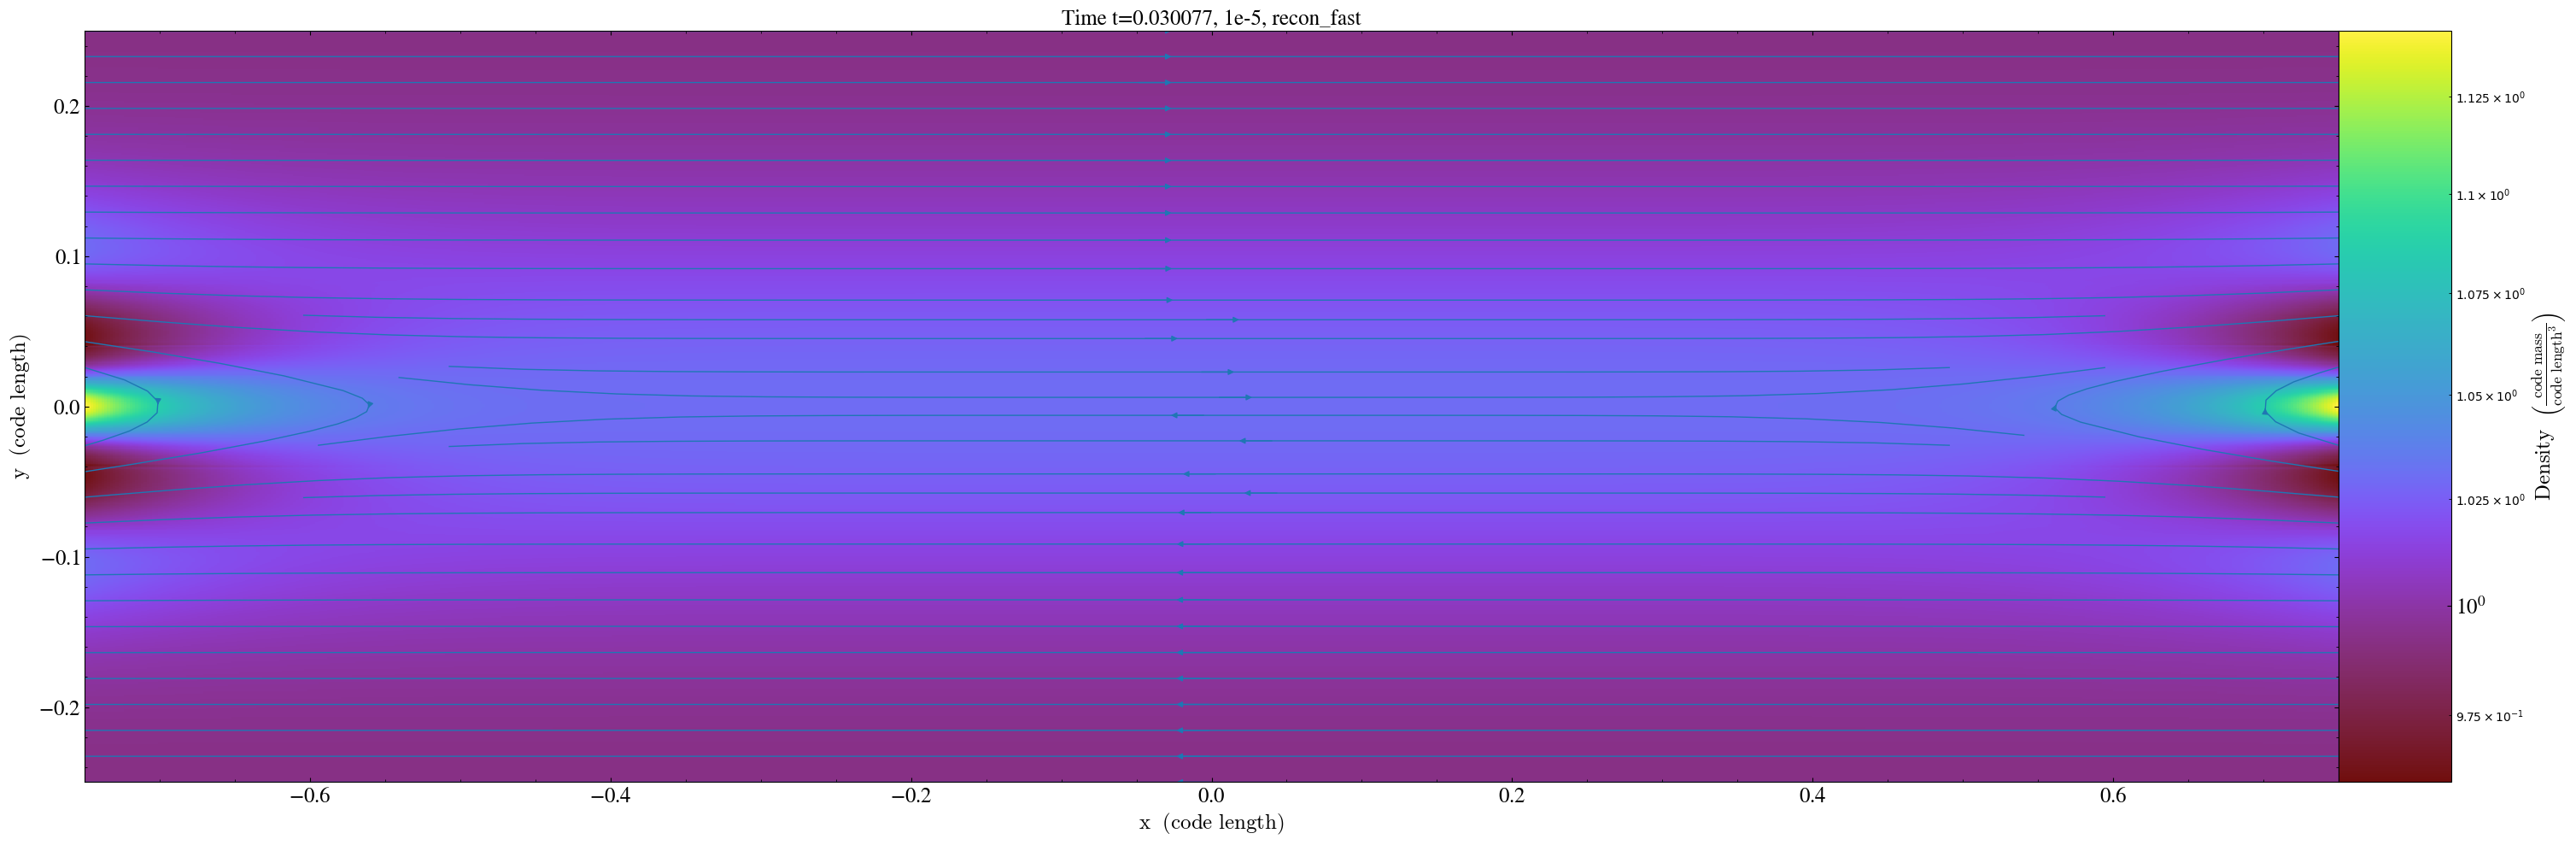 Time t=0.030077, 1e-5, recon_fast
0.2
0.1
0.0
−0.1
−0.2
y (code length)
−0.6
−0.4
−0.2
0.0
0.2
0.4
0.6
x (code length)
1.125 × 10⁰
1.1 × 10⁰
1.075 × 10⁰
1.05 × 10⁰
1.025 × 10⁰
10⁰
9.75 × 10⁻¹
Density (code mass / code length³)